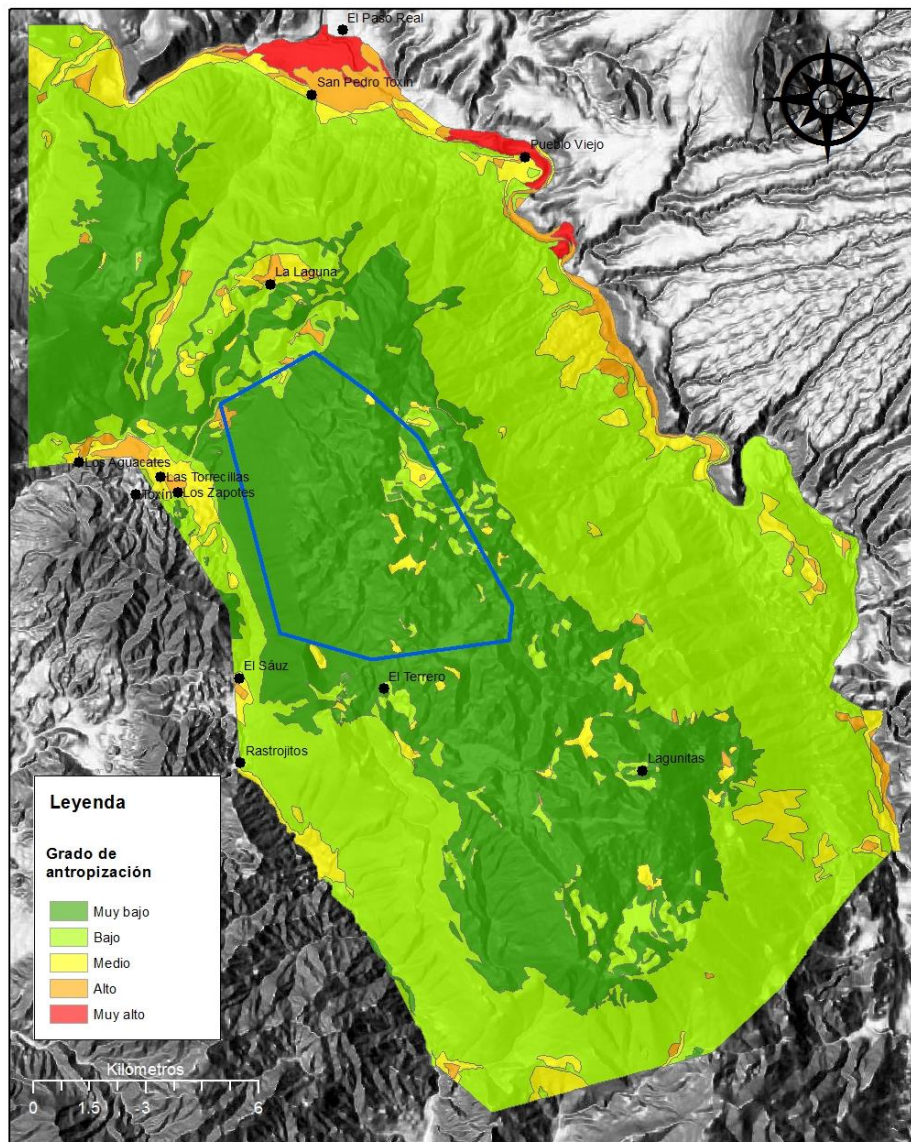 El Paso Real
San Pedro Toxín
Pueblo Viejo
La Laguna
Los Aguacates
Las Torrecillas
Toxín
Los Zapotes
El Sáuz
El Terrero
Rastrojitos
Lagunitas
Leyenda
Grado de
antropización
Muy bajo
Bajo
Medio
Alto
Muy alto
Kilómetros
0 1.5 3 6